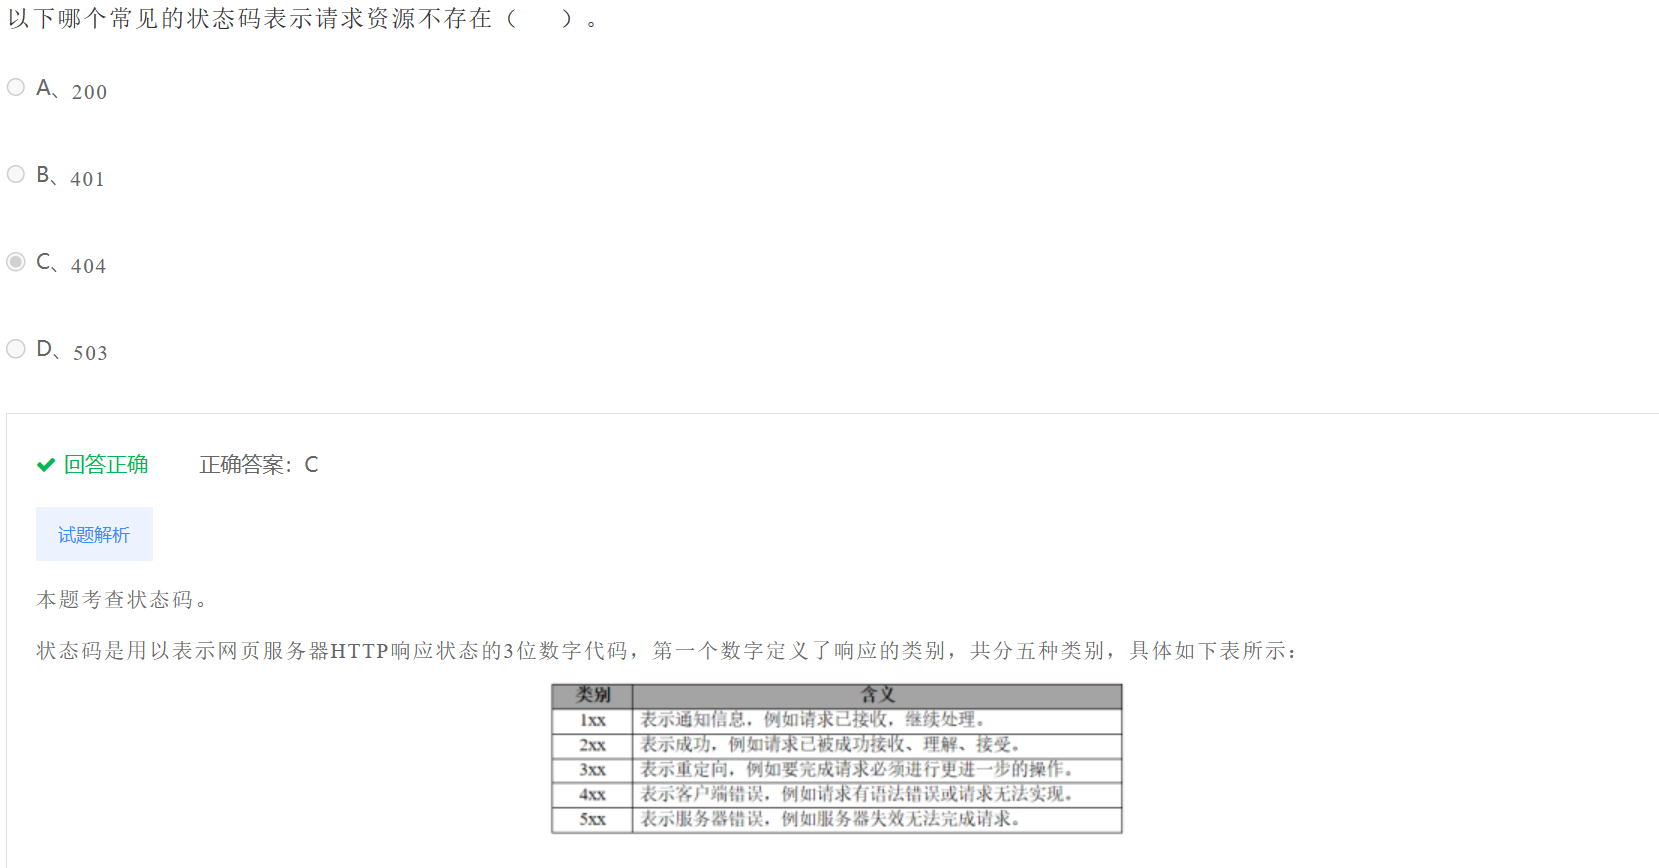 以下哪个常见的状态码表示请求资源不存在（　　）。
A、200
B、401
C、404
D、503
回答正确　正确答案：C
试题解析
本题考查状态码。
状态码是用以表示网页服务器HTTP响应状态的3位数字代码，第一个数字定义了响应的类别，共分五种类别，具体如下表所示：
类别　含义
1xx　表示通知信息，例如请求已接收，继续处理。
2xx　表示成功，例如请求已被成功接收、理解、接受。
3xx　表示重定向，例如要完成请求必须进行更进一步的操作。
4xx　表示客户端错误，例如请求有语法错误或请求无法实现。
5xx　表示服务器错误，例如服务器失效无法完成请求。